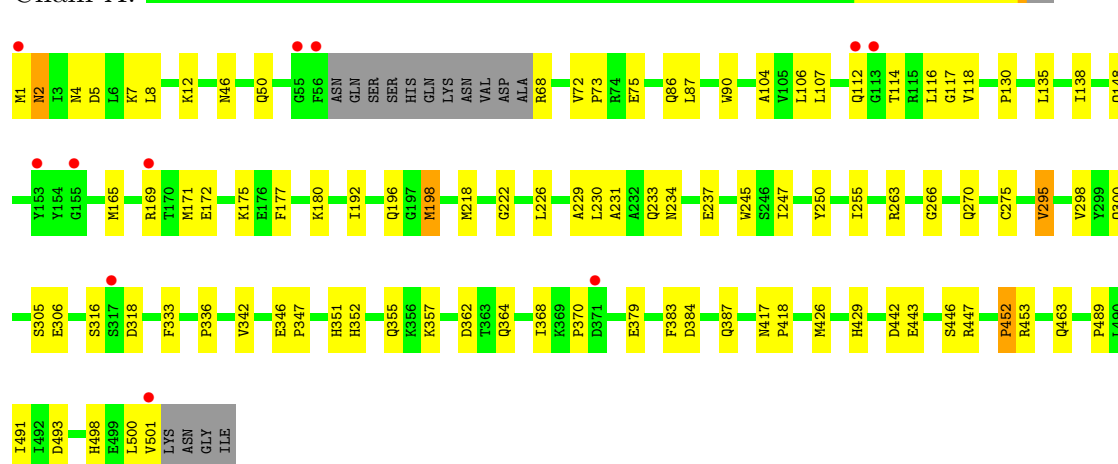 Chain A:
M1 N2 I3 N4 D5 L6 K7 L8 K12 N46 Q50 G55 F56 ASN GLN SER SER HIS GLN LYS ASN VAL ASP ALA R68 V72 P73 R74 E75 Q86 L87 W90 A104 V105 L106 L107 Q112 G113 T114 R115 L116 G117 V118 P130 L135 I138
Y153 Y154 G155 M165 R169 T170 M171 E172 K175 E176 F177 K180 I192 Q196 G197 M198 M218 G222 L226 A229 L230 A231 A232 Q233 N234 E237 W245 S246 I247 Y250 I255 R263 G266 Q270 C275 V295 V298 Y299
S305 E306 S316 S317 D318 F333 P336 V342 E346 P347 H351 H352 Q355 K356 K357 D362 T363 Q364 I368 K369 P370 D371 E379 F383 D384 Q387 N417 P418 M426 H429 D442 E443 S446 R447 P452 R453 Q463 P489
I491 I492 D493 H498 E499 L500 V501 LYS ASN GLY ILE